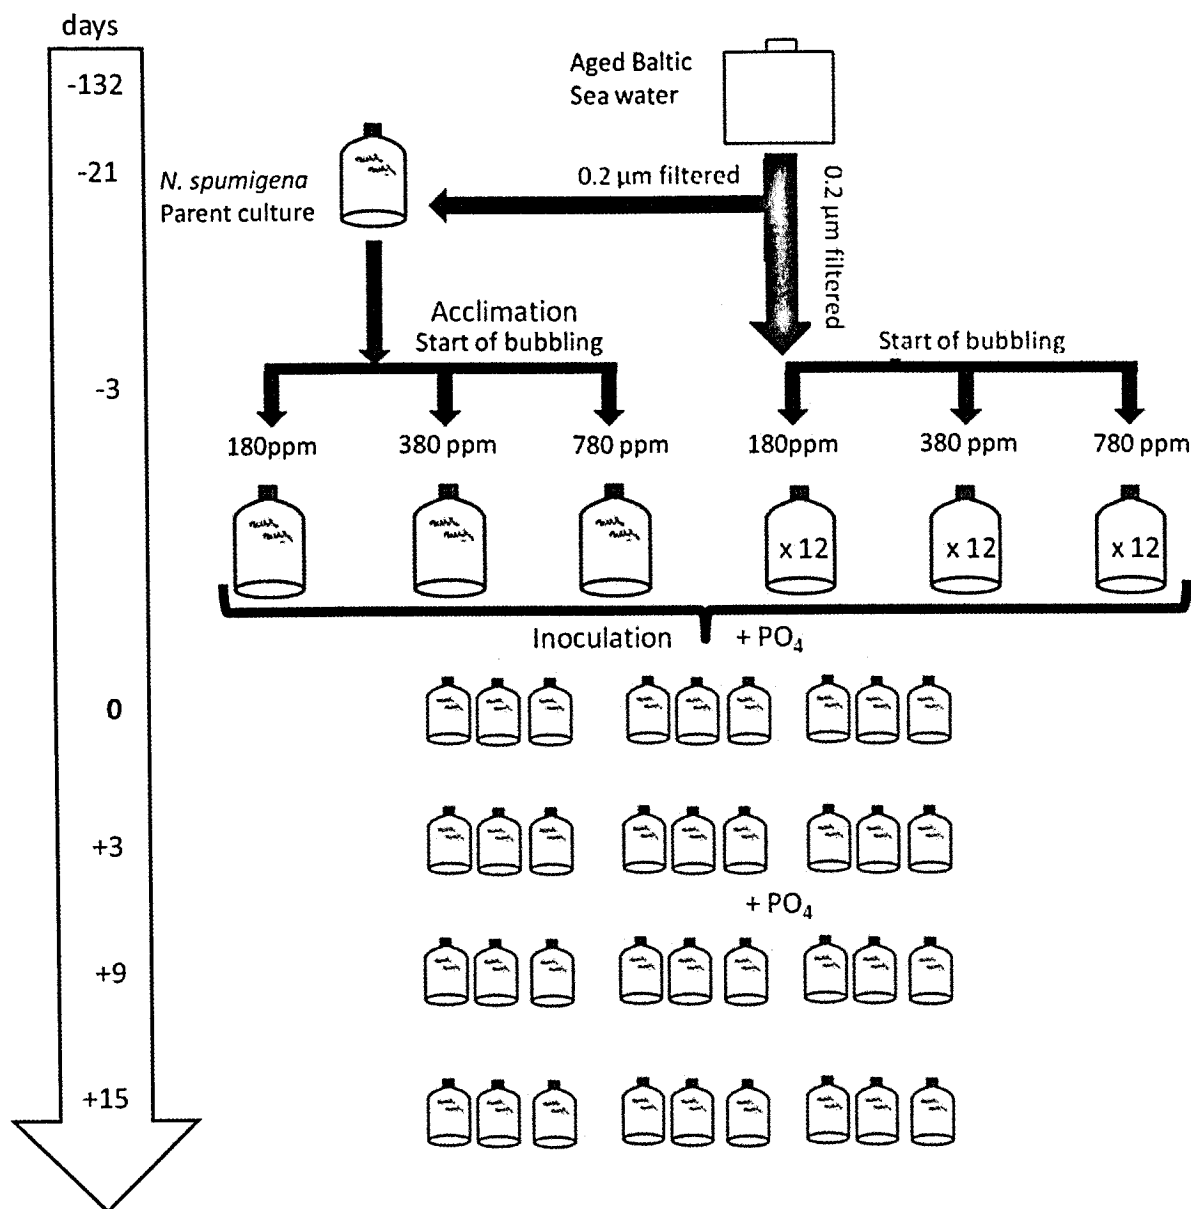 days
-132
Aged Baltic
Sea water
-21
N. spumigena
Parent culture
0.2 µm filtered
0.2 µm filtered
Acclimation
Start of bubbling
Start of bubbling
-3
180ppm
380 ppm
780 ppm
180ppm
380 ppm
780 ppm
x 12
x 12
x 12
Inoculation
+ PO₄
0
+3
+ PO₄
+9
+15